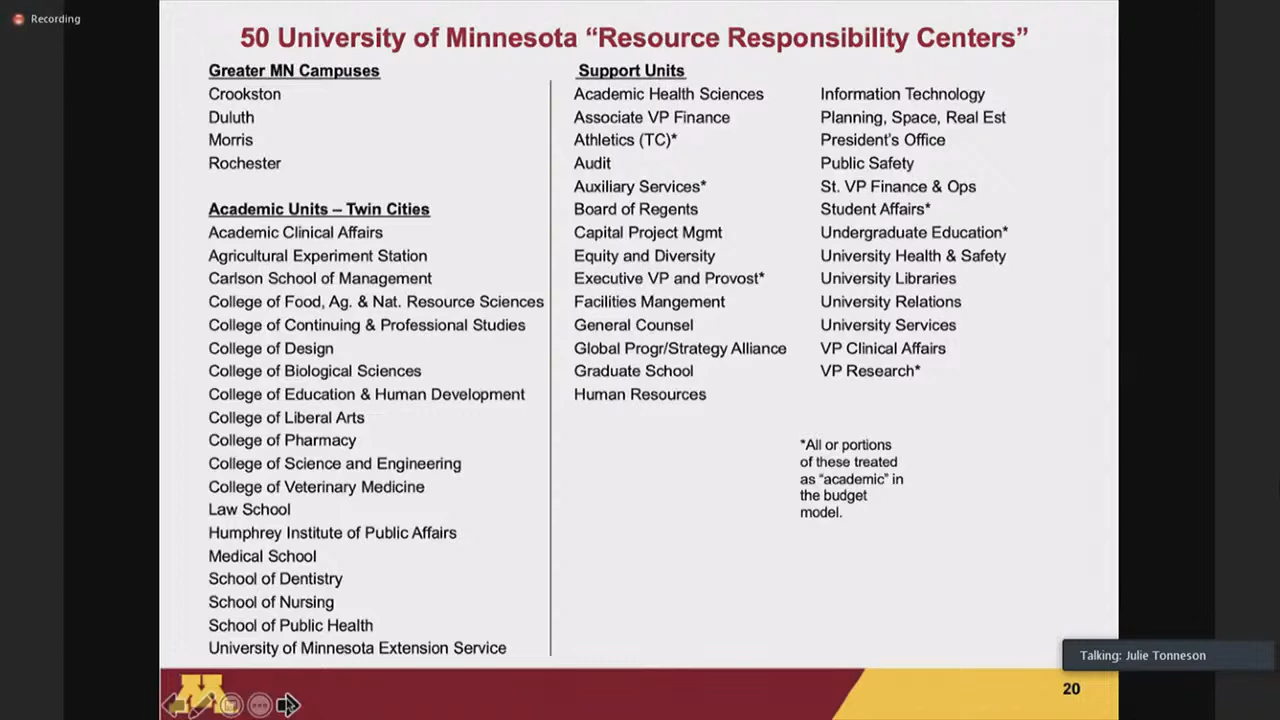 Recording
50 University of Minnesota “Resource Responsibility Centers”
Greater MN Campuses
Crookston
Duluth
Morris
Rochester
Academic Units – Twin Cities
Academic Clinical Affairs
Agricultural Experiment Station
Carlson School of Management
College of Food, Ag. & Nat. Resource Sciences
College of Continuing & Professional Studies
College of Design
College of Biological Sciences
College of Education & Human Development
College of Liberal Arts
College of Pharmacy
College of Science and Engineering
College of Veterinary Medicine
Law School
Humphrey Institute of Public Affairs
Medical School
School of Dentistry
School of Nursing
School of Public Health
University of Minnesota Extension Service
Support Units
Academic Health Sciences
Associate VP Finance
Athletics (TC)*
Audit
Auxiliary Services*
Board of Regents
Capital Project Mgmt
Equity and Diversity
Executive VP and Provost*
Facilities Mangement
General Counsel
Global Progr/Strategy Alliance
Graduate School
Human Resources
Information Technology
Planning, Space, Real Est
President’s Office
Public Safety
St. VP Finance & Ops
Student Affairs*
Undergraduate Education*
University Health & Safety
University Libraries
University Relations
University Services
VP Clinical Affairs
VP Research*
*All or portions
of these treated
as “academic” in
the budget
model.
Talking: Julie Tonneson
M
20